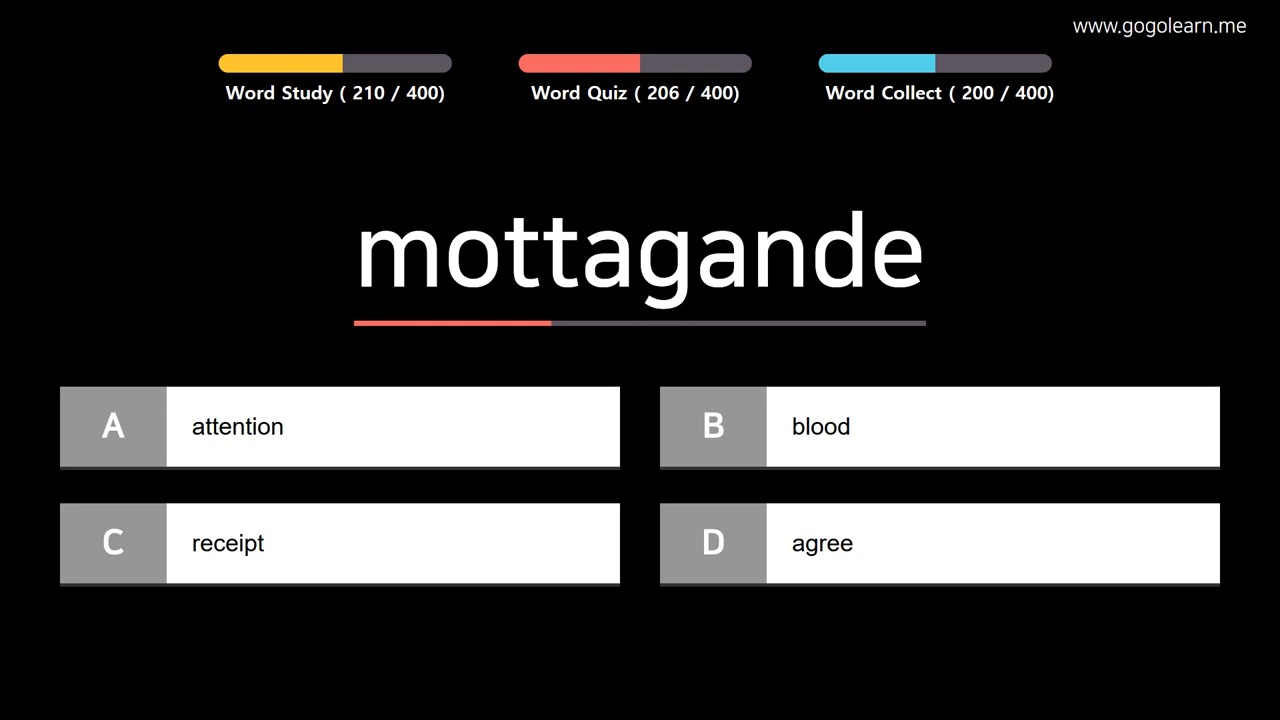 www.gogolearn.me
Word Study ( 210 / 400)
Word Quiz ( 206 / 400)
Word Collect ( 200 / 400)
mottagande
A attention
B blood
C receipt
D agree